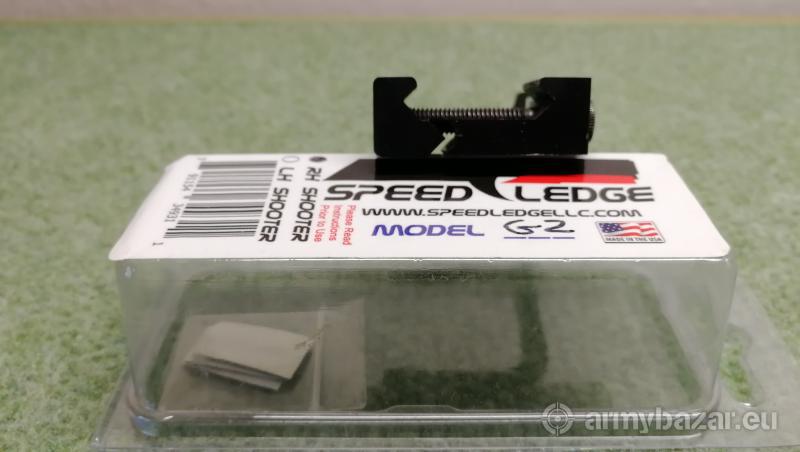 SPEED LEDGE
WWW.SPEEDLEDGELLC.COM
MODEL G2
MADE IN THE USA
RH SHOOTER
LH SHOOTER
Please Read
Instructions
Prior to Use
1
armybazar.eu